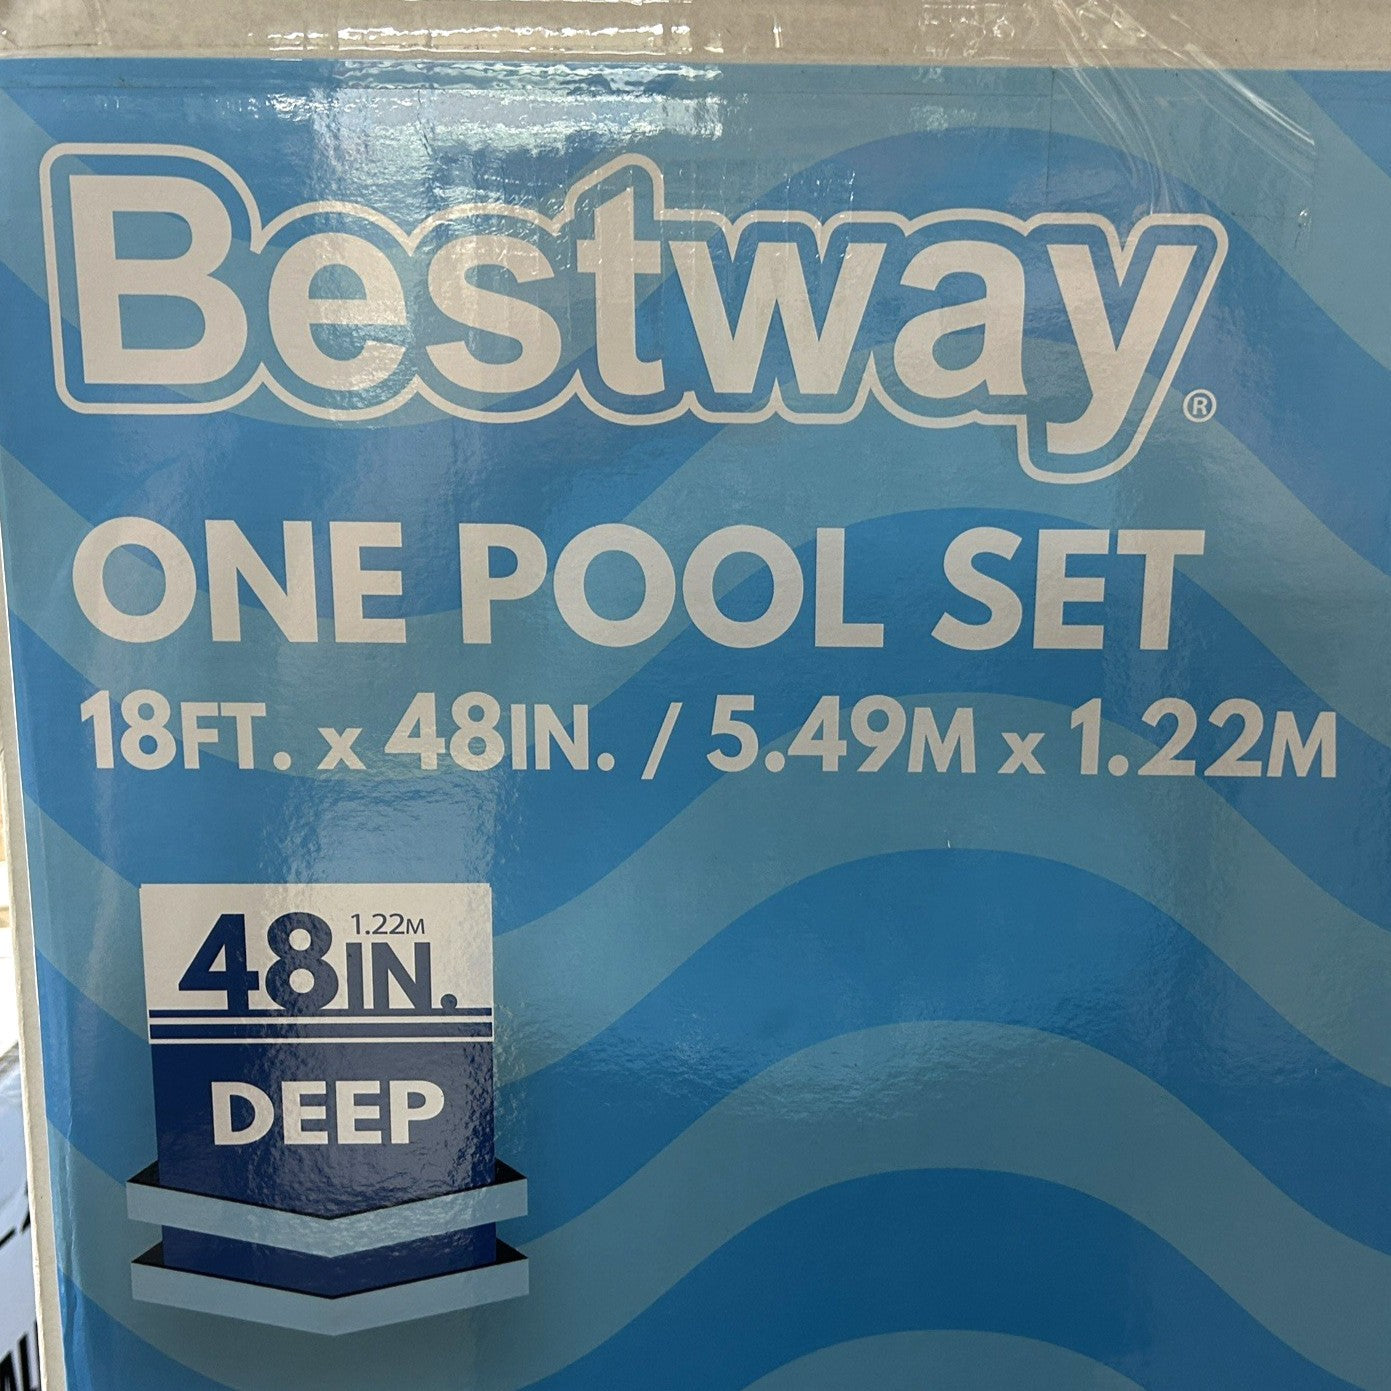 Bestway®
ONE POOL SET
18FT. x 48IN. / 5.49M x 1.22M
1.22M
48IN.
DEEP